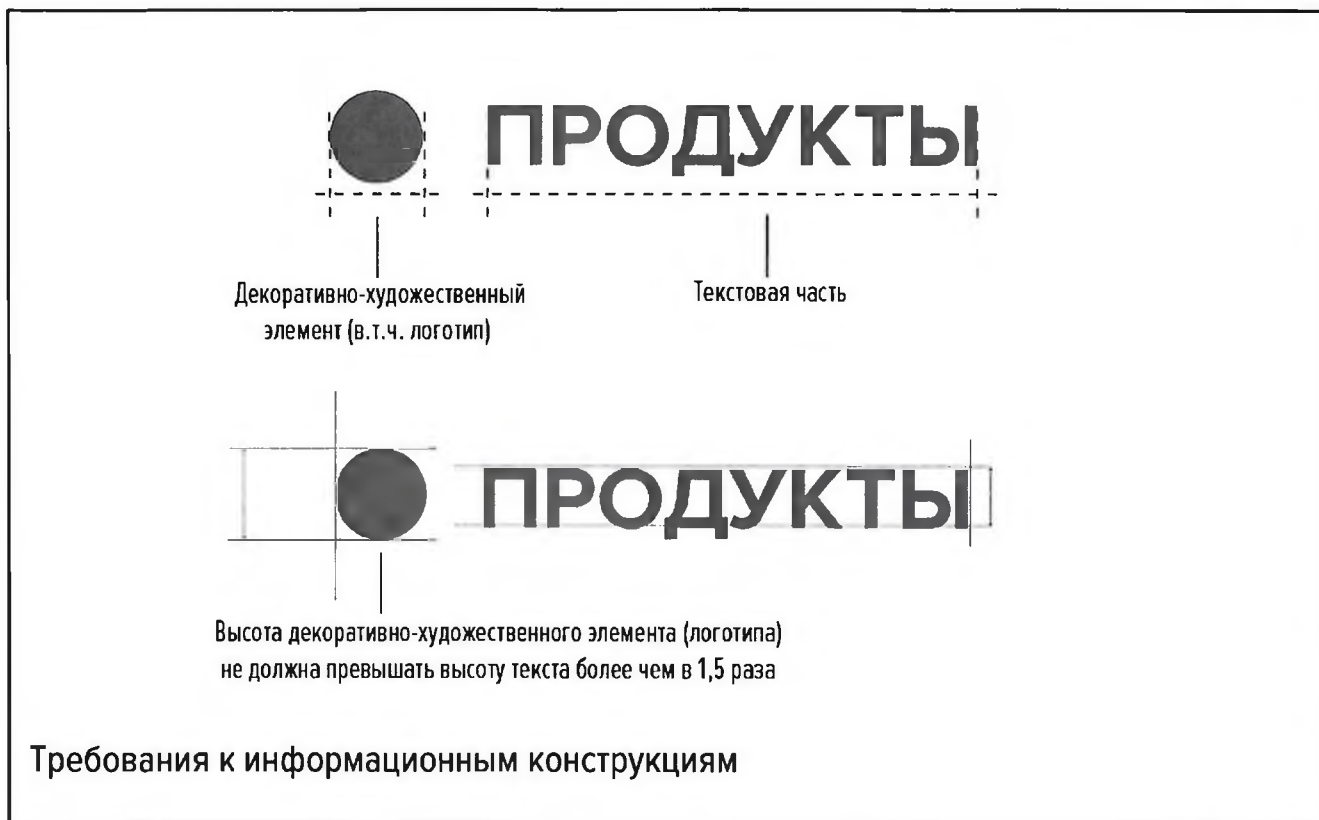 ПРОДУКТЫ
Декоративно-художественный
элемент (в.т.ч. логотип)
Текстовая часть
ПРОДУКТЫ
Высота декоративно-художественного элемента (логотипа)
не должна превышать высоту текста более чем в 1,5 раза
Требования к информационным конструкциям